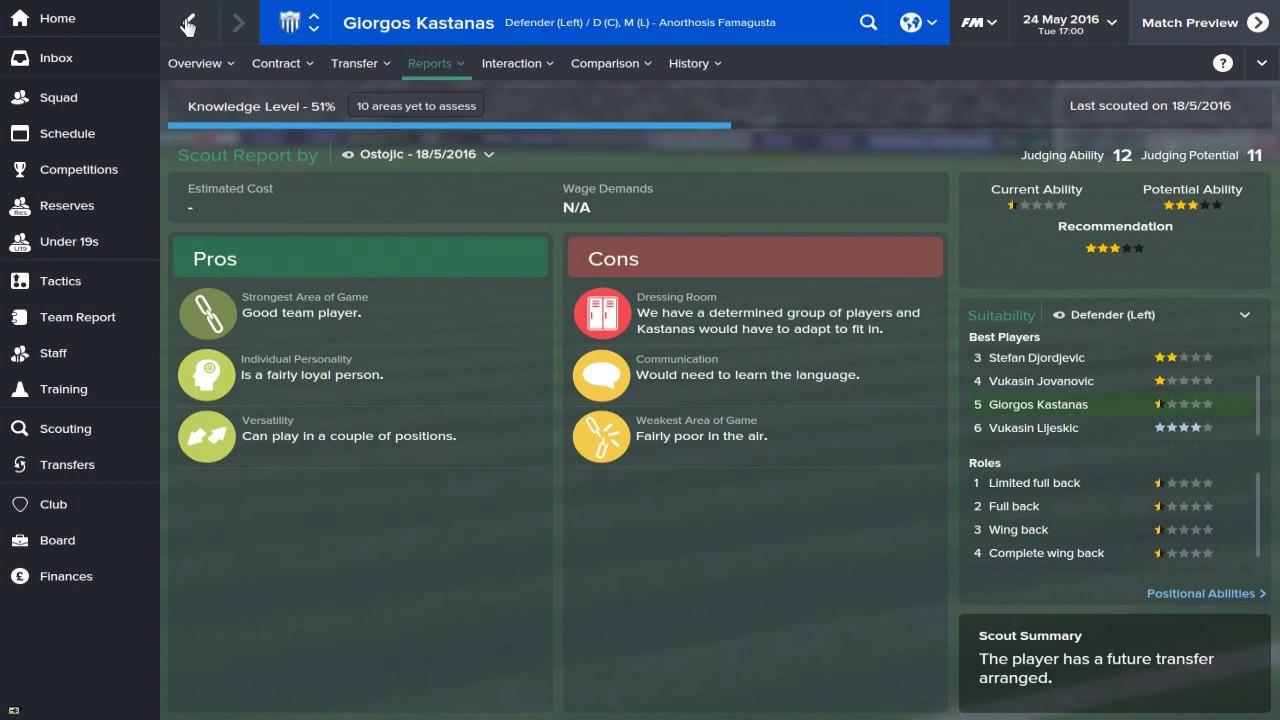 Home
Inbox
Squad
Schedule
Competitions
Res
Reserves
U19
Under 19s
Tactics
Team Report
Staff
Training
Scouting
Transfers
Club
Board
£
Finances
Giorgos Kastanas
Defender (Left) / D (C), M (L) - Anorthosis Famagusta
FM
24 May 2016
Tue 17:00
Match Preview
Overview
Contract
Transfer
Reports
Interaction
Comparison
History
?
Knowledge Level - 51%
10 areas yet to assess
Last scouted on 18/5/2016
Scout Report by
Ostojic - 18/5/2016
Judging Ability 12 Judging Potential 11
Estimated Cost
-
Wage Demands
N/A
Pros
Strongest Area of Game
Good team player.
Individual Personality
Is a fairly loyal person.
Versatility
Can play in a couple of positions.
Cons
Dressing Room
We have a determined group of players and
Kastanas would have to adapt to fit in.
Communication
Would need to learn the language.
Weakest Area of Game
Fairly poor in the air.
Current Ability
Potential Ability
Recommendation
Suitability
Defender (Left)
Best Players
3 Stefan Djordjevic
4 Vukasin Jovanovic
5 Giorgos Kastanas
6 Vukasin Lijeskic
Roles
1 Limited full back
2 Full back
3 Wing back
4 Complete wing back
Positional Abilities >
Scout Summary
The player has a future transfer
arranged.